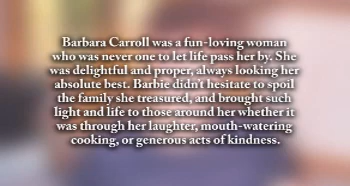 Barbara Carroll was a fun-loving woman
who was never one to let life pass her by. She
was delightful and proper, always looking her
absolute best. Barbie didn't hesitate to spoil
the family she treasured, and brought such
light and life to those around her whether it
was through her laughter, mouth-watering
cooking, or generous acts of kindness.